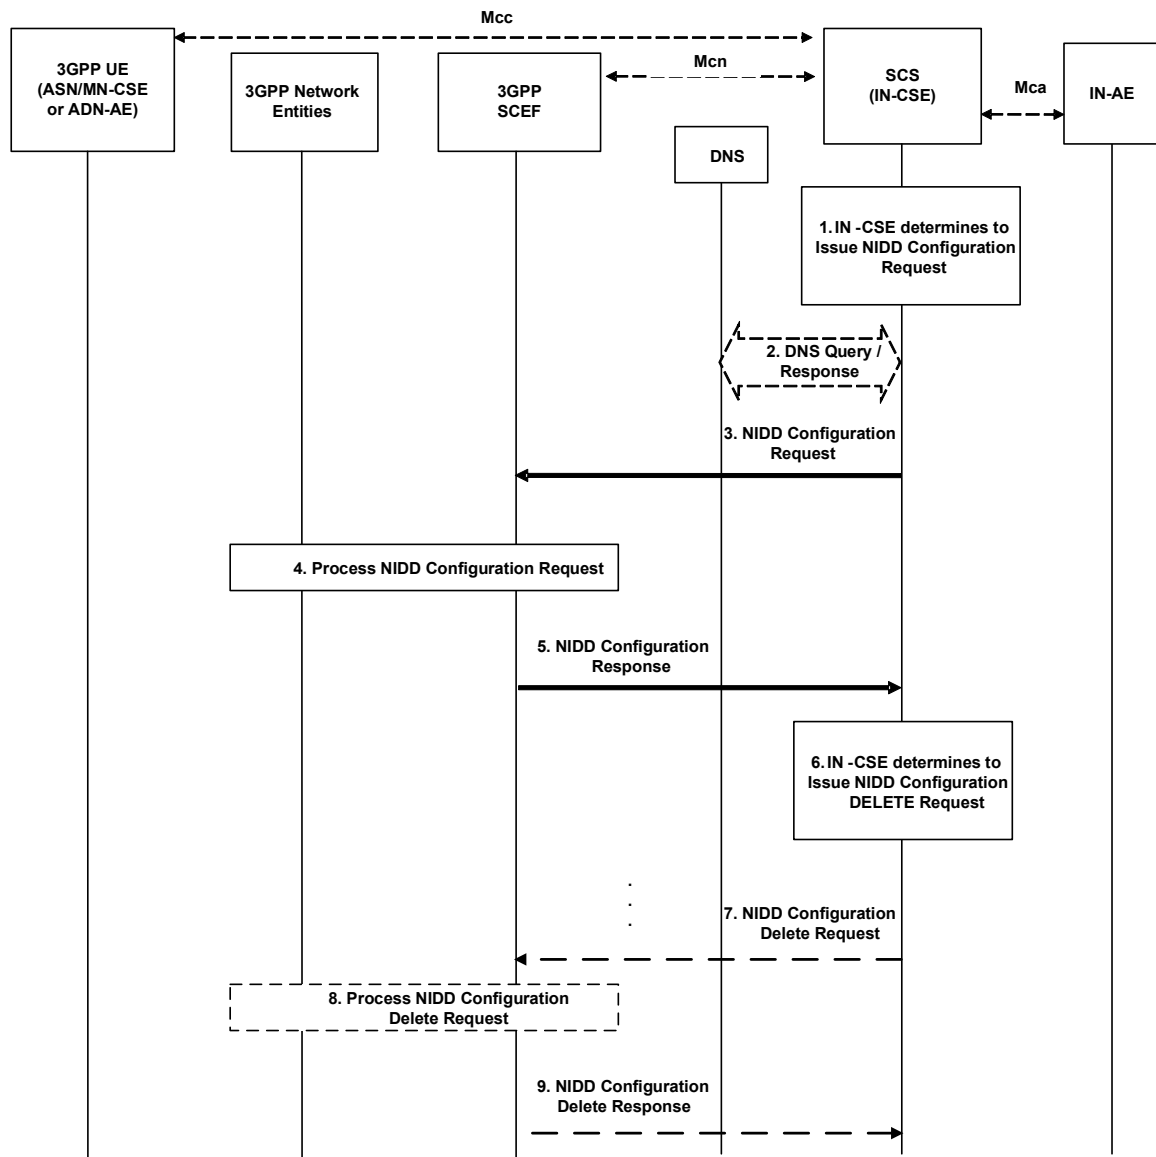 Mcc
3GPP UE
(ASN/MN-CSE
or ADN-AE)
3GPP Network
Entities
3GPP
SCEF
Mcn
SCS
(IN-CSE)
Mca
IN-AE
DNS
1. IN -CSE determines to
Issue NIDD Configuration
Request
2. DNS Query /
Response
3. NIDD Configuration
Request
4. Process NIDD Configuration Request
5. NIDD Configuration
Response
6. IN -CSE determines to
Issue NIDD Configuration
DELETE Request
.
.
.
7. NIDD Configuration
Delete Request
8. Process NIDD Configuration
Delete Request
9. NIDD Configuration
Delete Response